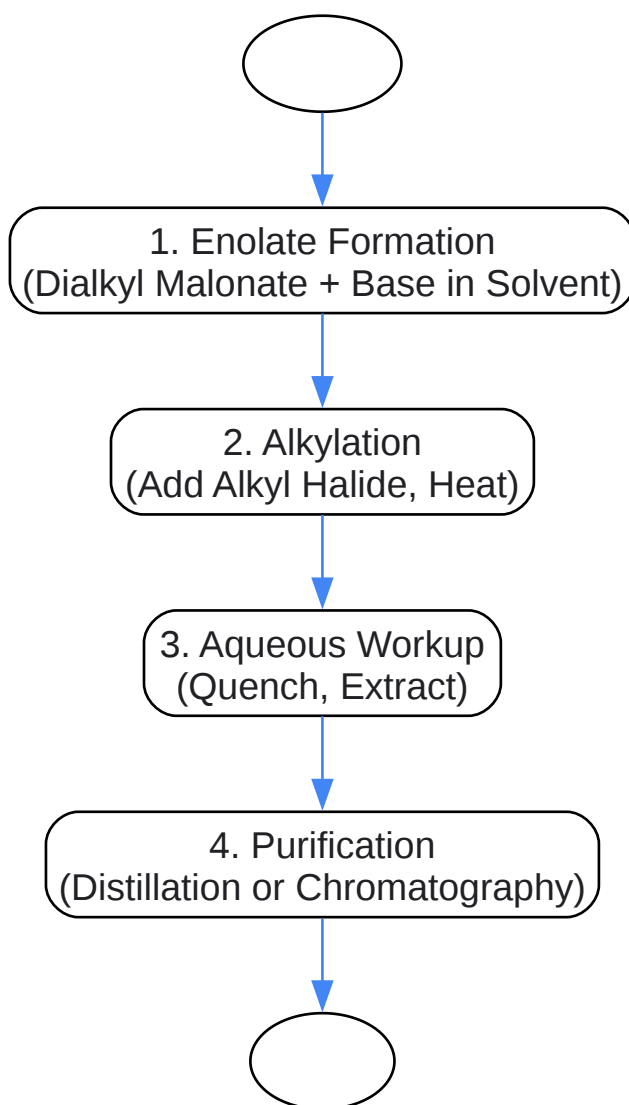 1. Enolate Formation
(Dialkyl Malonate + Base in Solvent)
2. Alkylation
(Add Alkyl Halide, Heat)
3. Aqueous Workup
(Quench, Extract)
4. Purification
(Distillation or Chromatography)